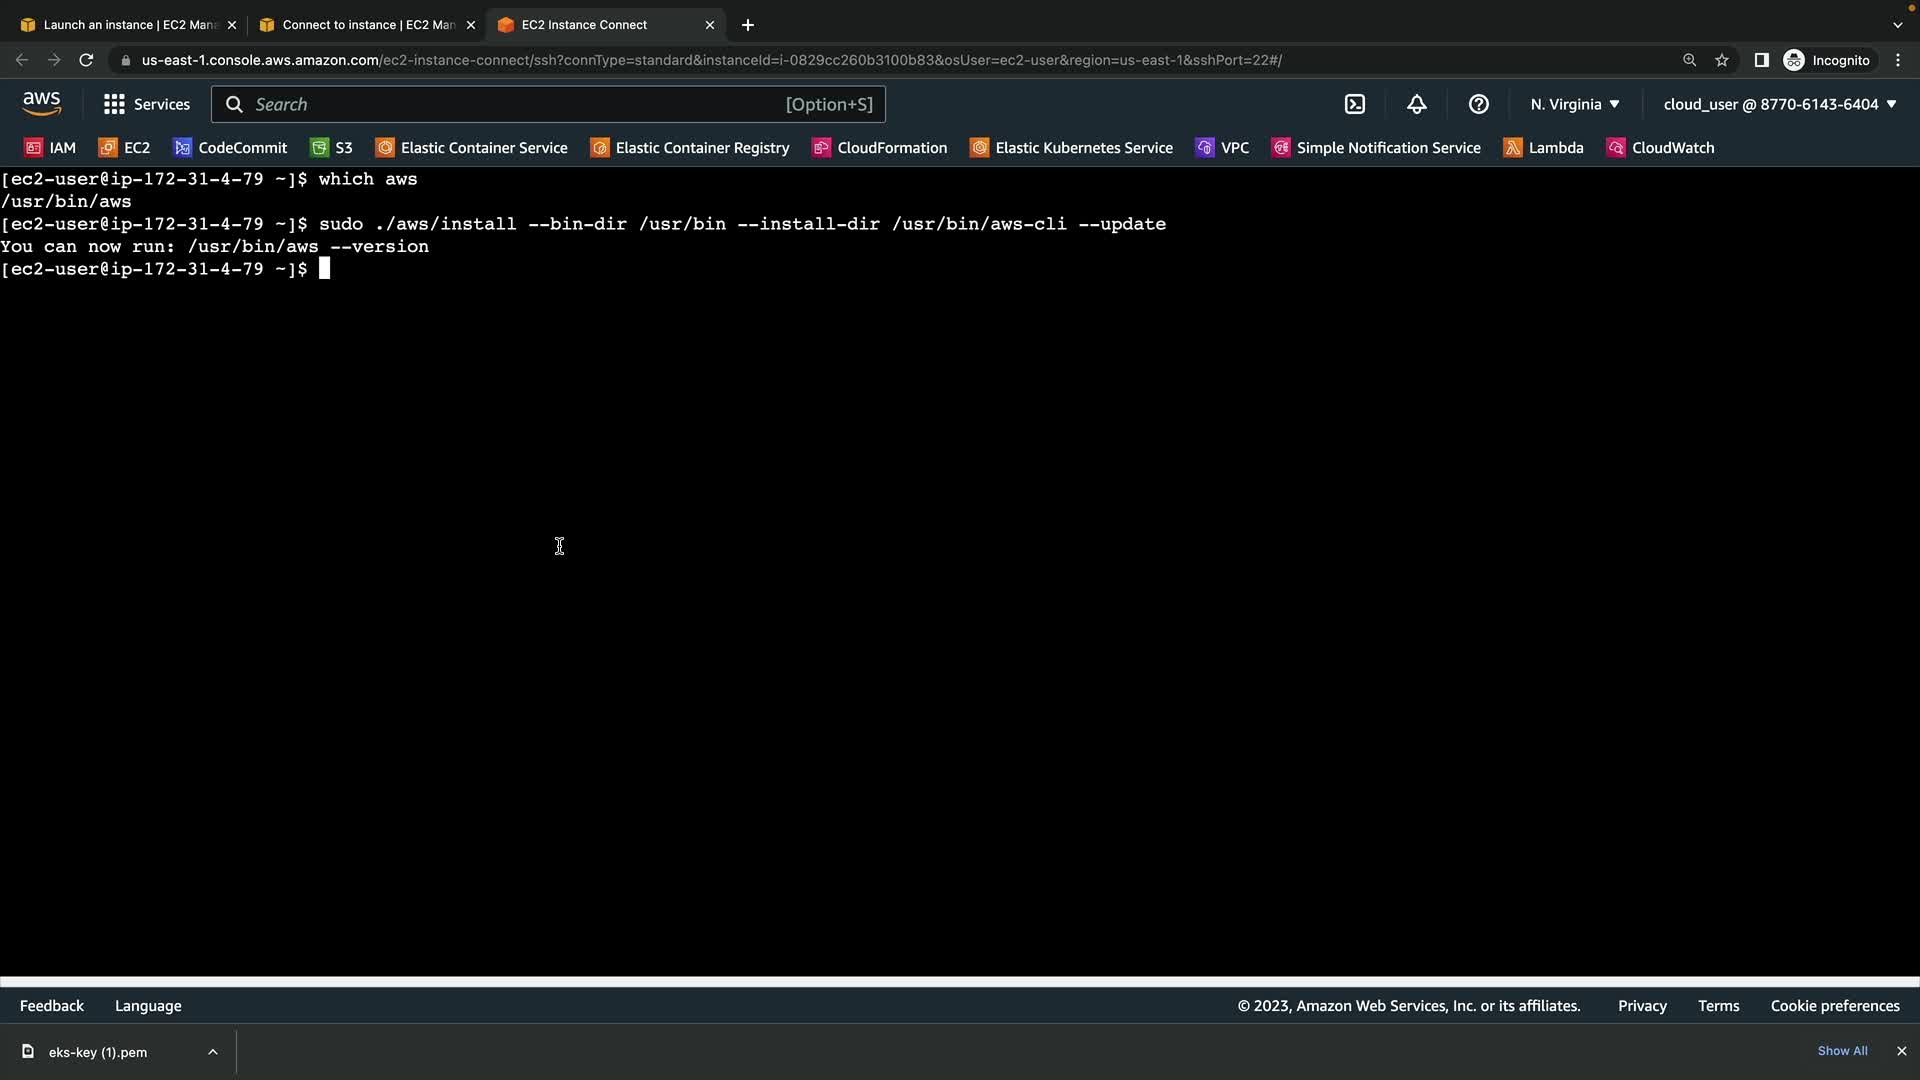 Launch an instance | EC2 Mana
Connect to instance | EC2 Man
EC2 Instance Connect
us-east-1.console.aws.amazon.com/ec2-instance-connect/ssh?connType=standard&instanceId=i-0829cc260b3100b83&osUser=ec2-user&region=us-east-1&sshPort=22#/
Incognito
aws
Services
Search
[Option+S]
N. Virginia
cloud_user @ 8770-6143-6404
IAM
EC2
CodeCommit
S3
Elastic Container Service
Elastic Container Registry
CloudFormation
Elastic Kubernetes Service
VPC
Simple Notification Service
Lambda
CloudWatch
[ec2-user@ip-172-31-4-79 ~]$ which aws
/usr/bin/aws
[ec2-user@ip-172-31-4-79 ~]$ sudo ./aws/install --bin-dir /usr/bin --install-dir /usr/bin/aws-cli --update
You can now run: /usr/bin/aws --version
[ec2-user@ip-172-31-4-79 ~]$
Feedback
Language
© 2023, Amazon Web Services, Inc. or its affiliates.
Privacy
Terms
Cookie preferences
eks-key (1).pem
Show All